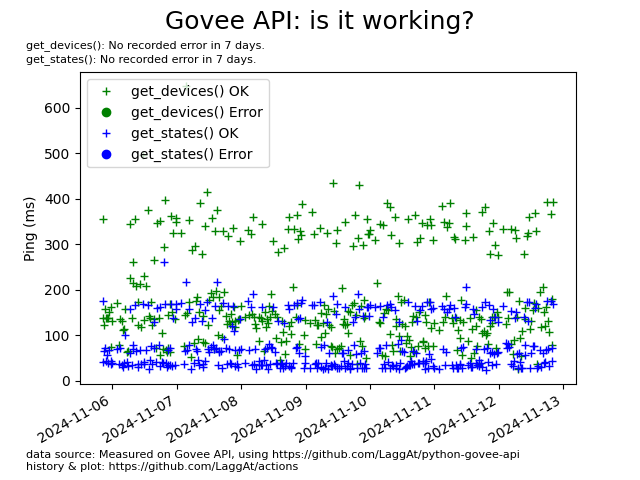 Govee API: is it working?
get_devices(): No recorded error in 7 days.
get_states(): No recorded error in 7 days.
get_devices() OK
get_devices() Error
get_states() OK
get_states() Error
Ping (ms)
600
500
400
300
200
100
0
2024-11-06
2024-11-07
2024-11-08
2024-11-09
2024-11-10
2024-11-11
2024-11-12
2024-11-13
data source: Measured on Govee API, using https://github.com/LaggAt/python-govee-api
history & plot: https://github.com/LaggAt/actions